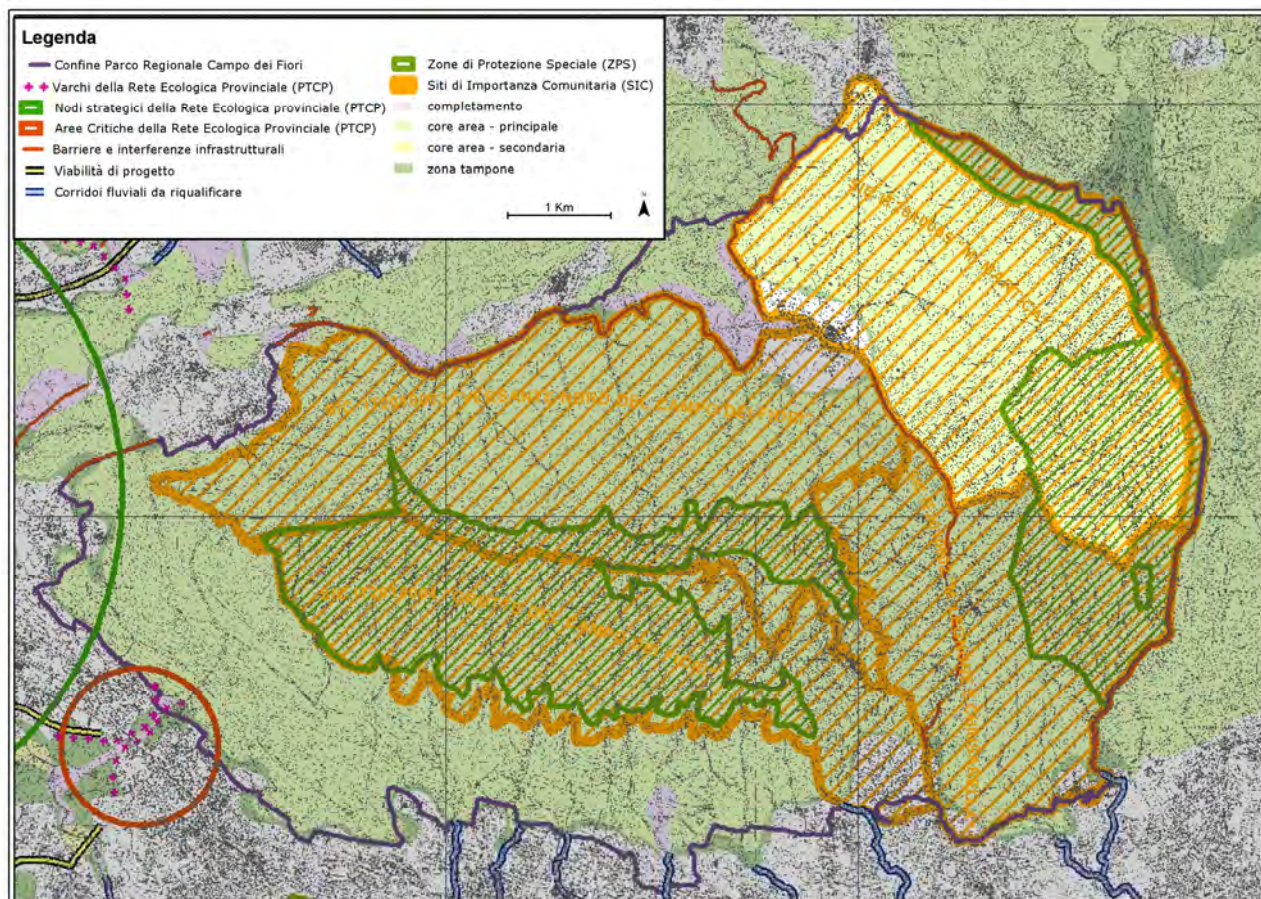 Legenda
Confine Parco Regionale Campo dei Fiori
Varchi della Rete Ecologica Provinciale (PTCP)
Nodi strategici della Rete Ecologica provinciale (PTCP)
Aree Critiche della Rete Ecologica Provinciale (PTCP)
Barriere e interferenze infrastrutturali
Viabilità di progetto
Corridoi fluviali da riqualificare
Zone di Protezione Speciale (ZPS)
Siti di Importanza Comunitaria (SIC)
completamento
core area - principale
core area - secondaria
zona tampone
1 Km
VERSANTE NORD DEL CAMPO DEI FIORI